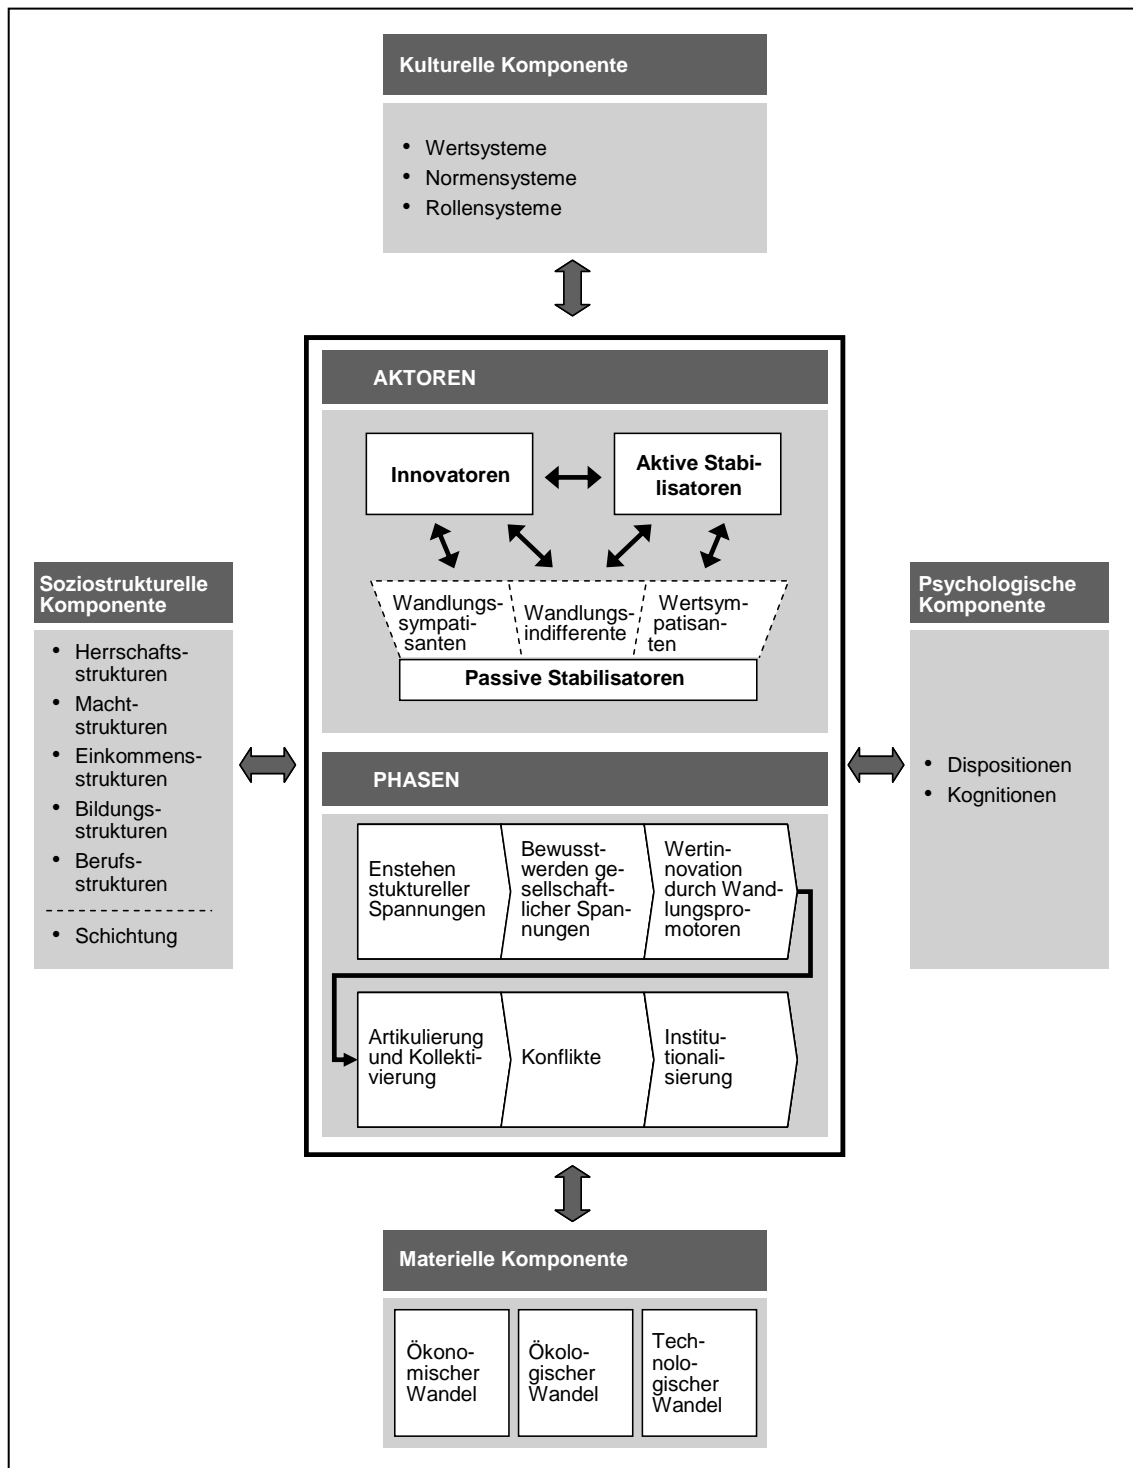 Kulturelle Komponente
• Wertsysteme
• Normensysteme
• Rollensysteme
AKTOREN
Innovatoren
Aktive Stabi-
lisatoren
Wandlungs-
sympati-
santen
Wandlungs-
indifferente
Wertsym-
patisan-
ten
Passive Stabilisatoren
Soziostrukturelle
Komponente
• Herrschafts-
strukturen
• Macht-
strukturen
• Einkommens-
strukturen
• Bildungs-
strukturen
• Berufs-
strukturen
• Schichtung
Psychologische
Komponente
• Dispositionen
• Kognitionen
PHASEN
Enstehen
stuktureller
Spannungen
Bewusst-
werden ge-
sellschaft-
licher Span-
nungen
Wertin-
novation
durch Wand-
lungspro-
motoren
Artikulierung
und Kollekti-
vierung
Konflikte
Institu-
tionali-
sierung
Materielle Komponente
Ökono-
mischer
Wandel
Ökolo-
gischer
Wandel
Tech-
nolo-
gischer
Wandel